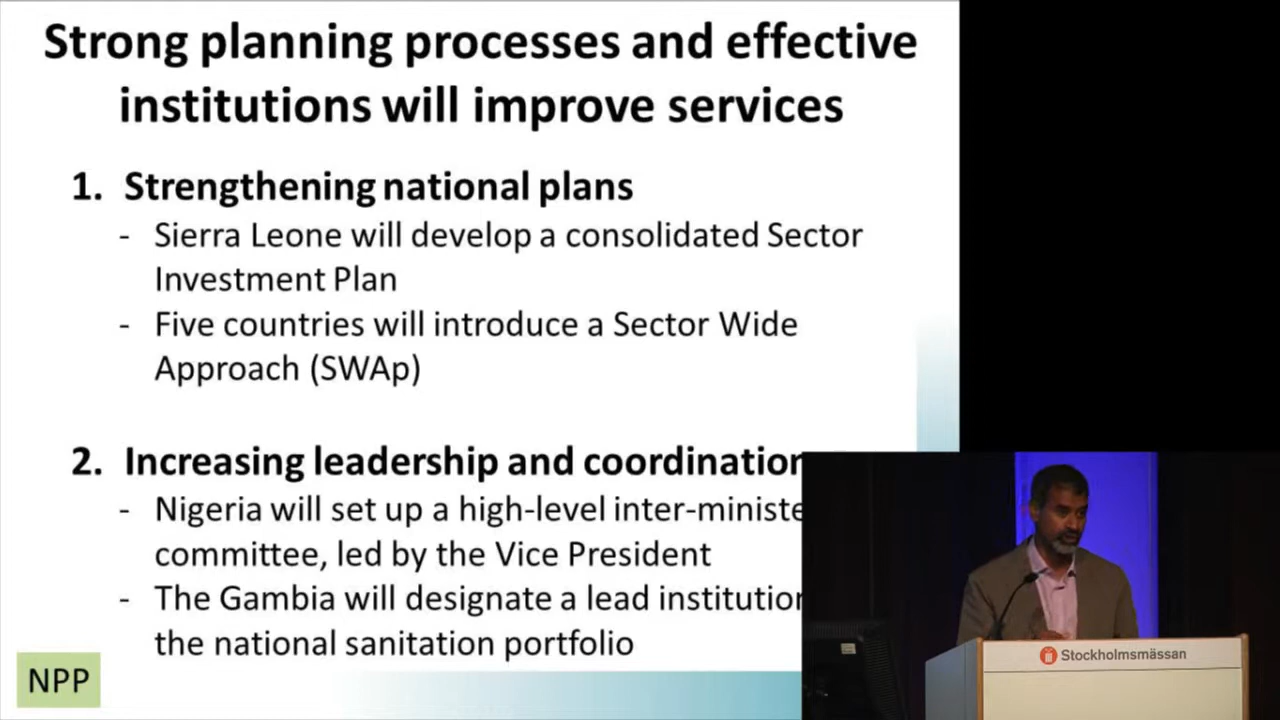 Strong planning processes and effective
institutions will improve services
1. Strengthening national plans
- Sierra Leone will develop a consolidated Sector
Investment Plan
- Five countries will introduce a Sector Wide
Approach (SWAp)
2. Increasing leadership and coordination
- Nigeria will set up a high-level
committee, led by the Vice President
- The Gambia will designate a lead institution
the national sanitation portfolio
NPP
Stockholmsmässan